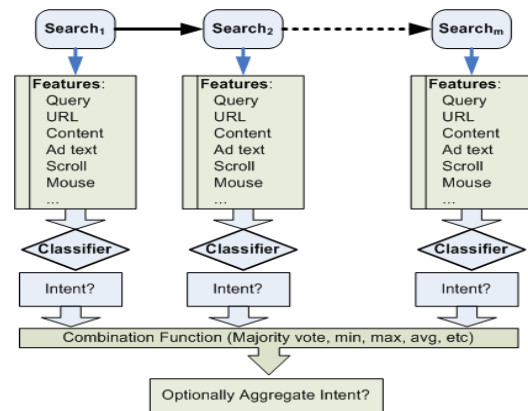 Search1 Search2 Searchm
Features:
Query
URL
Content
Ad text
Scroll
Mouse
...
Features:
Query
URL
Content
Ad text
Scroll
Mouse
...
Features:
Query
URL
Content
Ad text
Scroll
Mouse
...
Classifier Classifier Classifier
Intent? Intent? Intent?
Combination Function (Majority vote, min, max, avg, etc)
Optionally Aggregate Intent?